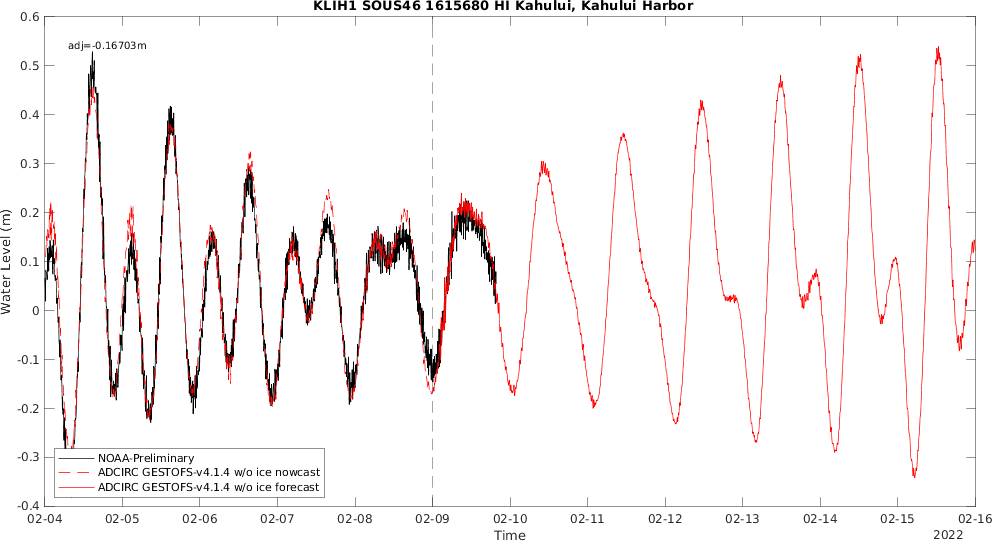 KLIH1 SOUS46 1615680 HI Kahului, Kahului Harbor
adj=-0.16703m
0.6
0.5
0.4
0.3
0.2
0.1
0
-0.1
-0.2
-0.3
-0.4
Water Level (m)
NOAA-Preliminary
ADCIRC GESTOFS-v4.1.4 w/o ice nowcast
ADCIRC GESTOFS-v4.1.4 w/o ice forecast
02-04 02-05 02-06 02-07 02-08 02-09 02-10 02-11 02-12 02-13 02-14 02-15 02-16
Time
2022